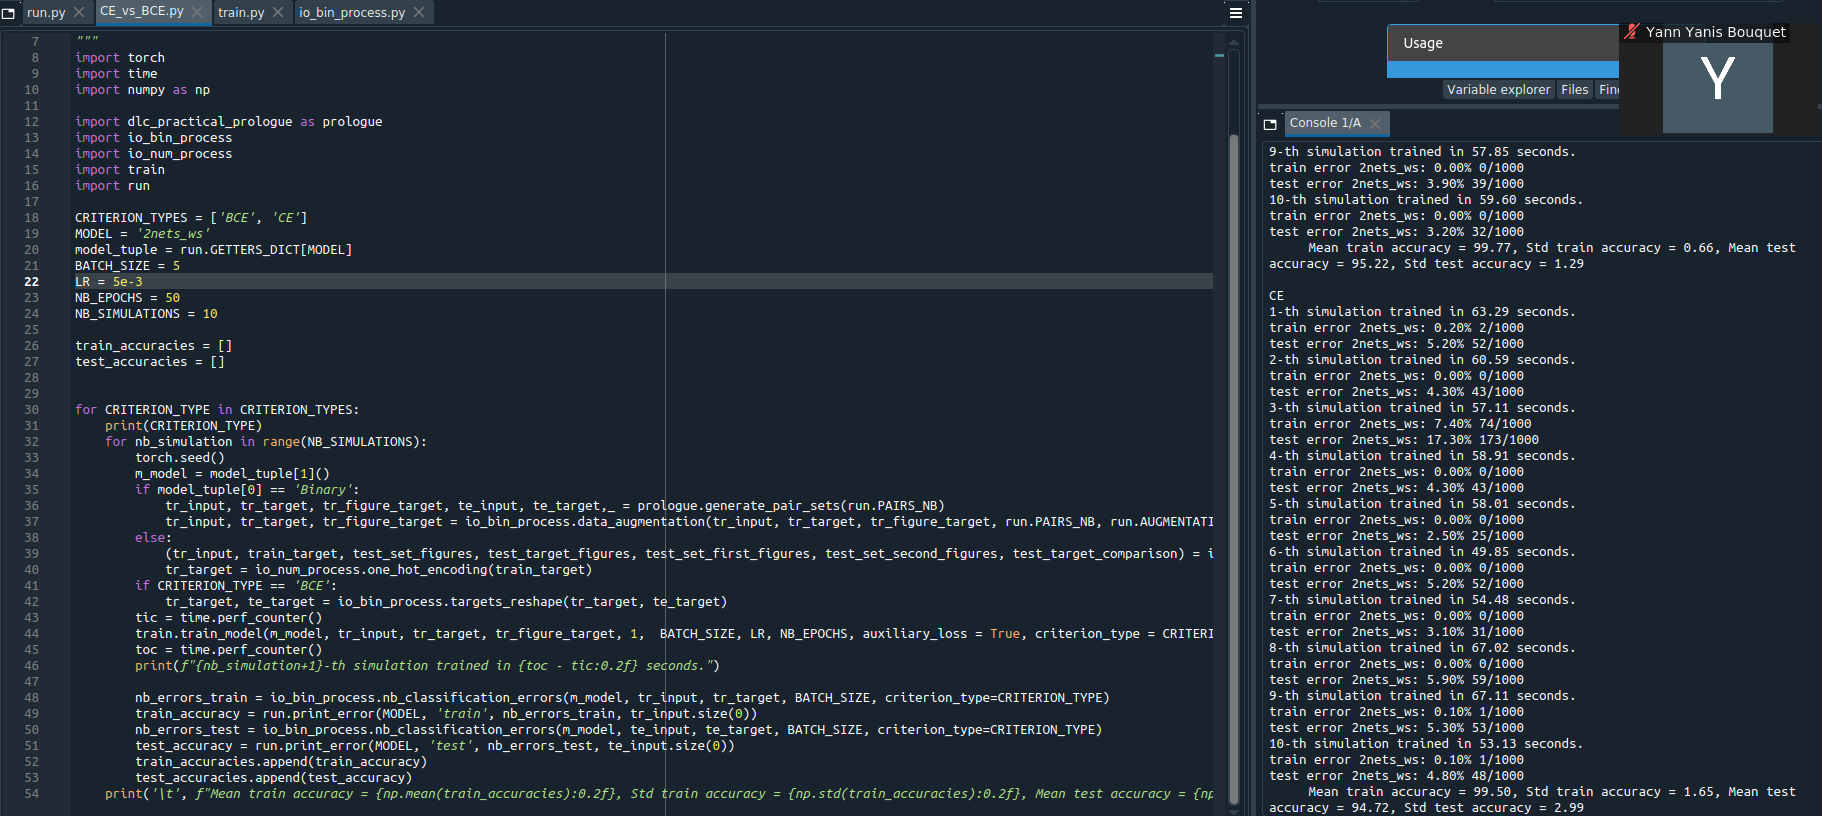 run.py
CE_vs_BCE.py
train.py
io_bin_process.py
7 """
8 import torch
9 import time
10 import numpy as np
11
12 import dlc_practical_prologue as prologue
13 import io_bin_process
14 import io_num_process
15 import train
16 import run
17
18 CRITERION_TYPES = ['BCE', 'CE']
19 MODEL = '2nets_ws'
20 model_tuple = run.GETTERS_DICT[MODEL]
21 BATCH_SIZE = 5
22 LR = 5e-3
23 NB_EPOCHS = 50
24 NB_SIMULATIONS = 10
25
26 train_accuracies = []
27 test_accuracies = []
28
29
30 for CRITERION_TYPE in CRITERION_TYPES:
31     print(CRITERION_TYPE)
32     for nb_simulation in range(NB_SIMULATIONS):
33         torch.seed()
34         m_model = model_tuple[1]()
35         if model_tuple[0] == 'Binary':
36             tr_input, tr_target, tr_figure_target, te_input, te_target,_ = prologue.generate_pair_sets(run.PAIRS_NB)
37             tr_input, tr_target, tr_figure_target = io_bin_process.data_augmentation(tr_input, tr_target, tr_figure_target, run.PAIRS_NB, run.AUGMENTATI
38         else:
39             (tr_input, train_target, test_set_figures, test_target_figures, test_set_first_figures, test_set_second_figures, test_target_comparison) = i
40             tr_target = io_num_process.one_hot_encoding(train_target)
41         if CRITERION_TYPE == 'BCE':
42             tr_target, te_target = io_bin_process.targets_reshape(tr_target, te_target)
43         tic = time.perf_counter()
44         train.train_model(m_model, tr_input, tr_target, tr_figure_target, 1,  BATCH_SIZE, LR, NB_EPOCHS, auxiliary_loss = True, criterion_type = CRITERI
45         toc = time.perf_counter()
46         print(f"{nb_simulation+1}-th simulation trained in {toc - tic:0.2f} seconds.")
47
48         nb_errors_train = io_bin_process.nb_classification_errors(m_model, tr_input, tr_target, BATCH_SIZE, criterion_type=CRITERION_TYPE)
49         train_accuracy = run.print_error(MODEL, 'train', nb_errors_train, tr_input.size(0))
50         nb_errors_test = io_bin_process.nb_classification_errors(m_model, te_input, te_target, BATCH_SIZE, criterion_type=CRITERION_TYPE)
51         test_accuracy = run.print_error(MODEL, 'test', nb_errors_test, te_input.size(0))
52         train_accuracies.append(train_accuracy)
53         test_accuracies.append(test_accuracy)
54     print('\t', f"Mean train accuracy = {np.mean(train_accuracies):0.2f}, Std train accuracy = {np.std(train_accuracies):0.2f}, Mean test accuracy = {np
Usage
Yann Yanis Bouquet
Y
Variable explorer
Files
Fin
Console 1/A
9-th simulation trained in 57.85 seconds.
train error 2nets_ws: 0.00% 0/1000
test error 2nets_ws: 3.90% 39/1000
10-th simulation trained in 59.60 seconds.
train error 2nets_ws: 0.00% 0/1000
test error 2nets_ws: 3.20% 32/1000
Mean train accuracy = 99.77, Std train accuracy = 0.66, Mean test
accuracy = 95.22, Std test accuracy = 1.29
CE
1-th simulation trained in 63.29 seconds.
train error 2nets_ws: 0.20% 2/1000
test error 2nets_ws: 5.20% 52/1000
2-th simulation trained in 60.59 seconds.
train error 2nets_ws: 0.00% 0/1000
test error 2nets_ws: 4.30% 43/1000
3-th simulation trained in 57.11 seconds.
train error 2nets_ws: 7.40% 74/1000
test error 2nets_ws: 17.30% 173/1000
4-th simulation trained in 58.91 seconds.
train error 2nets_ws: 0.00% 0/1000
test error 2nets_ws: 4.30% 43/1000
5-th simulation trained in 58.01 seconds.
train error 2nets_ws: 0.00% 0/1000
test error 2nets_ws: 2.50% 25/1000
6-th simulation trained in 49.85 seconds.
train error 2nets_ws: 0.00% 0/1000
test error 2nets_ws: 5.20% 52/1000
7-th simulation trained in 54.48 seconds.
train error 2nets_ws: 0.00% 0/1000
test error 2nets_ws: 3.10% 31/1000
8-th simulation trained in 67.02 seconds.
train error 2nets_ws: 0.00% 0/1000
test error 2nets_ws: 5.90% 59/1000
9-th simulation trained in 67.11 seconds.
train error 2nets_ws: 0.10% 1/1000
test error 2nets_ws: 5.30% 53/1000
10-th simulation trained in 53.13 seconds.
train error 2nets_ws: 0.10% 1/1000
test error 2nets_ws: 4.80% 48/1000
Mean train accuracy = 99.50, Std train accuracy = 1.65, Mean test
accuracy = 94.72, Std test accuracy = 2.99